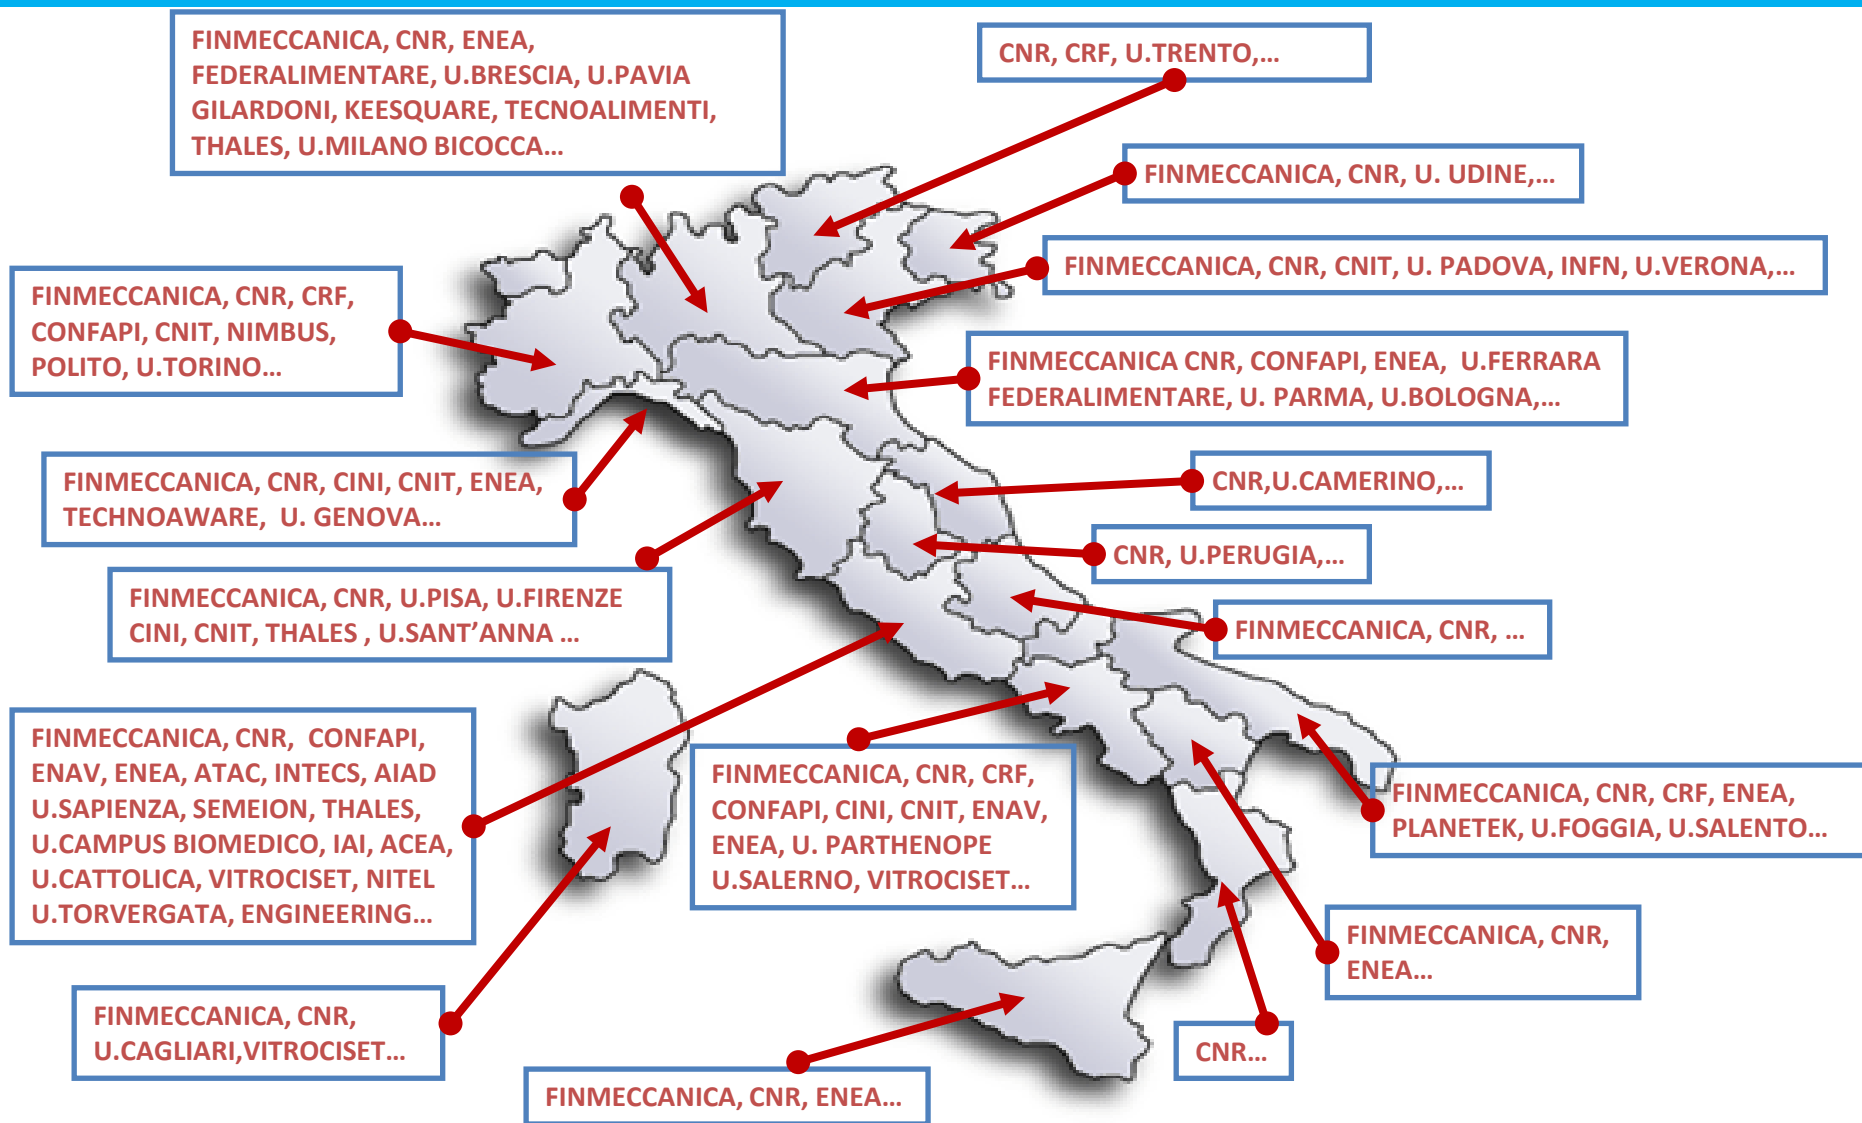 FINMECCANICA, CNR, ENEA,
FEDERALIMENTARE, U.BRESCIA, U.PAVIA
GILARDONI, KEESQUARE, TECNOALIMENTI,
THALES, U.MILANO BICOCCA...
CNR, CRF, U.TRENTO,...
FINMECCANICA, CNR, U. UDINE,...
FINMECCANICA, CNR, CNIT, U. PADOVA, INFN, U.VERONA,...
FINMECCANICA, CNR, CRF,
CONFAPI, CNIT, NIMBUS,
POLITO, U.TORINO...
FINMECCANICA CNR, CONFAPI, ENEA, U.FERRARA
FEDERALIMENTARE, U. PARMA, U.BOLOGNA,...
FINMECCANICA, CNR, CINI, CNIT, ENEA,
TECHNOAWARE, U. GENOVA...
CNR,U.CAMERINO,...
CNR, U.PERUGIA,...
FINMECCANICA, CNR, U.PISA, U.FIRENZE
CINI, CNIT, THALES , U.SANT’ANNA ...
FINMECCANICA, CNR, ...
FINMECCANICA, CNR, CONFAPI,
ENAV, ENEA, ATAC, INTECS, AIAD
U.SAPIENZA, SEMEION, THALES,
U.CAMPUS BIOMEDICO, IAI, ACEA,
U.CATTOLICA, VITROCISET, NITEL
U.TORVERGATA, ENGINEERING...
FINMECCANICA, CNR, CRF,
CONFAPI, CINI, CNIT, ENAV,
ENEA, U. PARTHENOPE
U.SALERNO, VITROCISET...
FINMECCANICA, CNR, CRF, ENEA,
PLANETEK, U.FOGGIA, U.SALENTO...
FINMECCANICA, CNR,
ENEA...
FINMECCANICA, CNR,
U.CAGLIARI,VITROCISET...
CNR...
FINMECCANICA, CNR, ENEA...